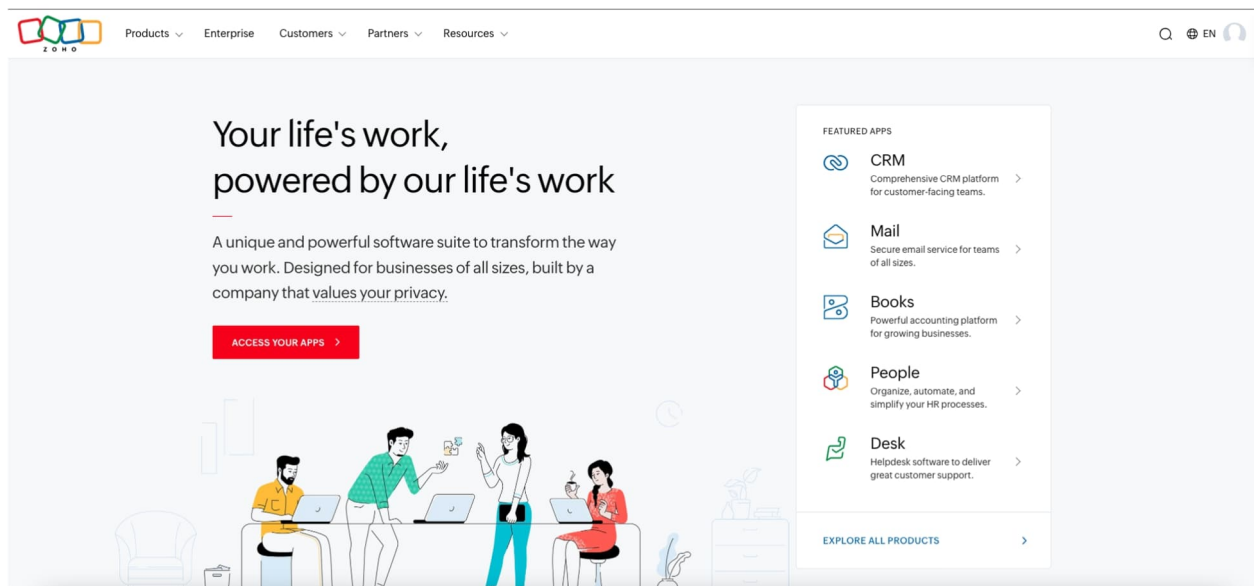 ZOHO
Products
Enterprise
Customers
Partners
Resources
EN
Your life's work,
powered by our life's work
A unique and powerful software suite to transform the way
you work. Designed for businesses of all sizes, built by a
company that values your privacy.
ACCESS YOUR APPS
FEATURED APPS
CRM
Comprehensive CRM platform
for customer-facing teams.
Mail
Secure email service for teams
of all sizes.
Books
Powerful accounting platform
for growing businesses.
People
Organize, automate, and
simplify your HR processes.
Desk
Helpdesk software to deliver
great customer support.
EXPLORE ALL PRODUCTS